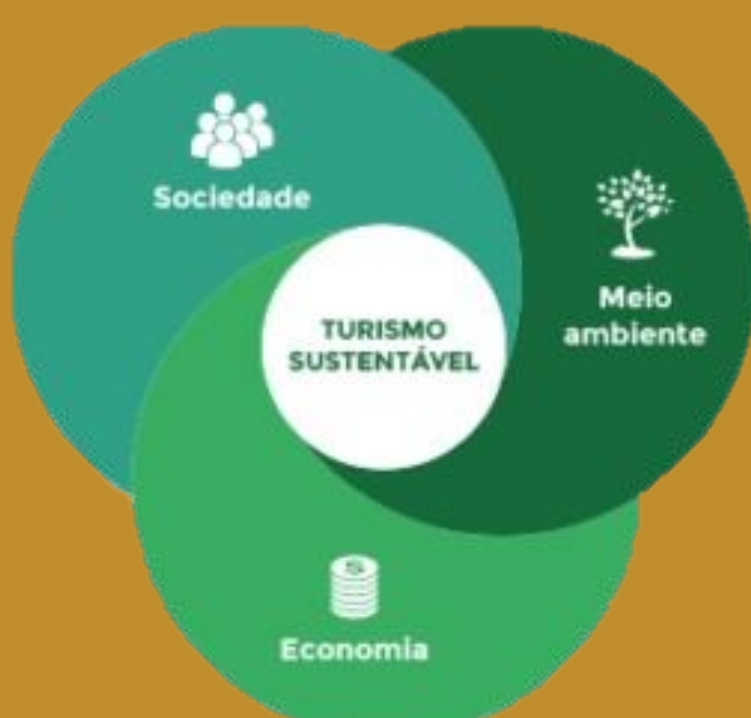 Sociedade
Meio
ambiente
TURISMO
SUSTENTÁVEL
Economia